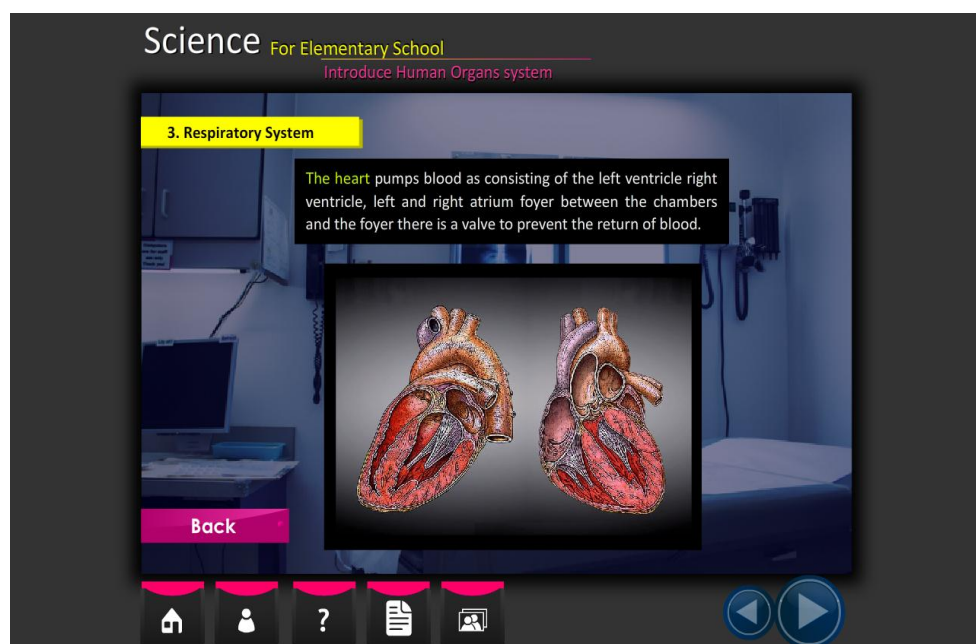 Science For Elementary School
Introduce Human Organs system
3. Respiratory System
The heart pumps blood as consisting of the left ventricle right
ventricle, left and right atrium foyer between the chambers
and the foyer there is a valve to prevent the return of blood.
Back
?